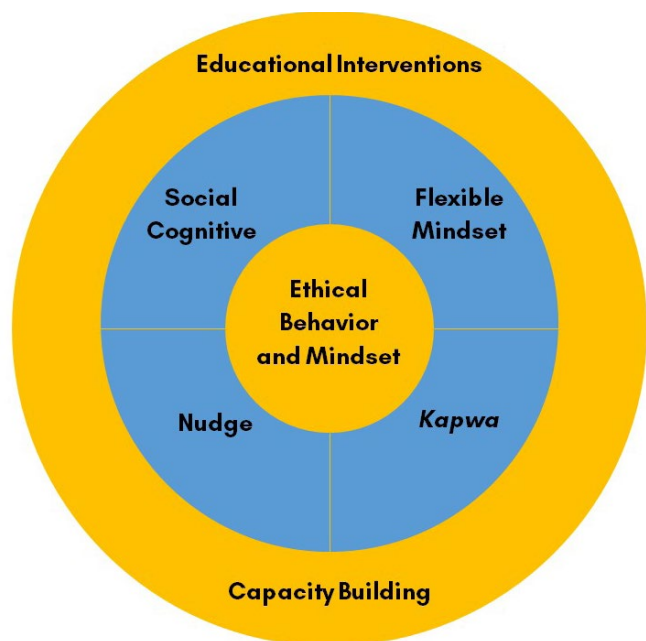 Educational Interventions
Social
Cognitive
Flexible
Mindset
Ethical
Behavior
and Mindset
Nudge
Kapwa
Capacity Building